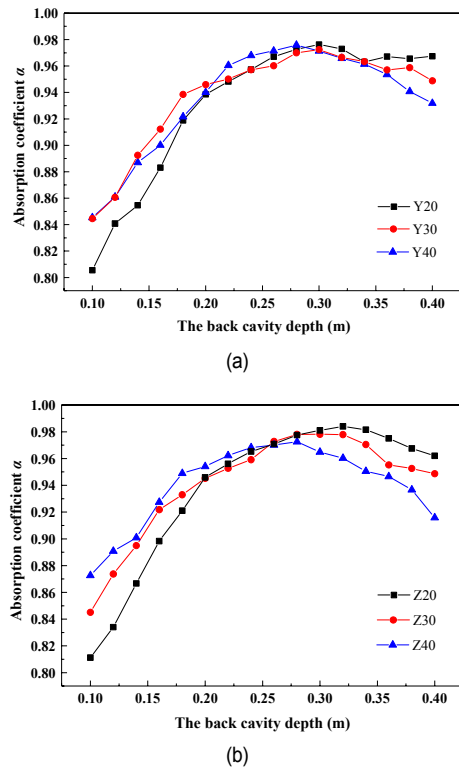 1.00
0.98
0.96
0.94
0.92
0.90
0.88
0.86
0.84
0.82
0.80
Absorption coefficient α
Y20
Y30
Y40
0.10 0.15 0.20 0.25 0.30 0.35 0.40
The back cavity depth (m)
(a)
1.00
0.98
0.96
0.94
0.92
0.90
0.88
0.86
0.84
0.82
0.80
Absorption coefficient α
Z20
Z30
Z40
0.10 0.15 0.20 0.25 0.30 0.35 0.40
The back cavity depth (m)
(b)